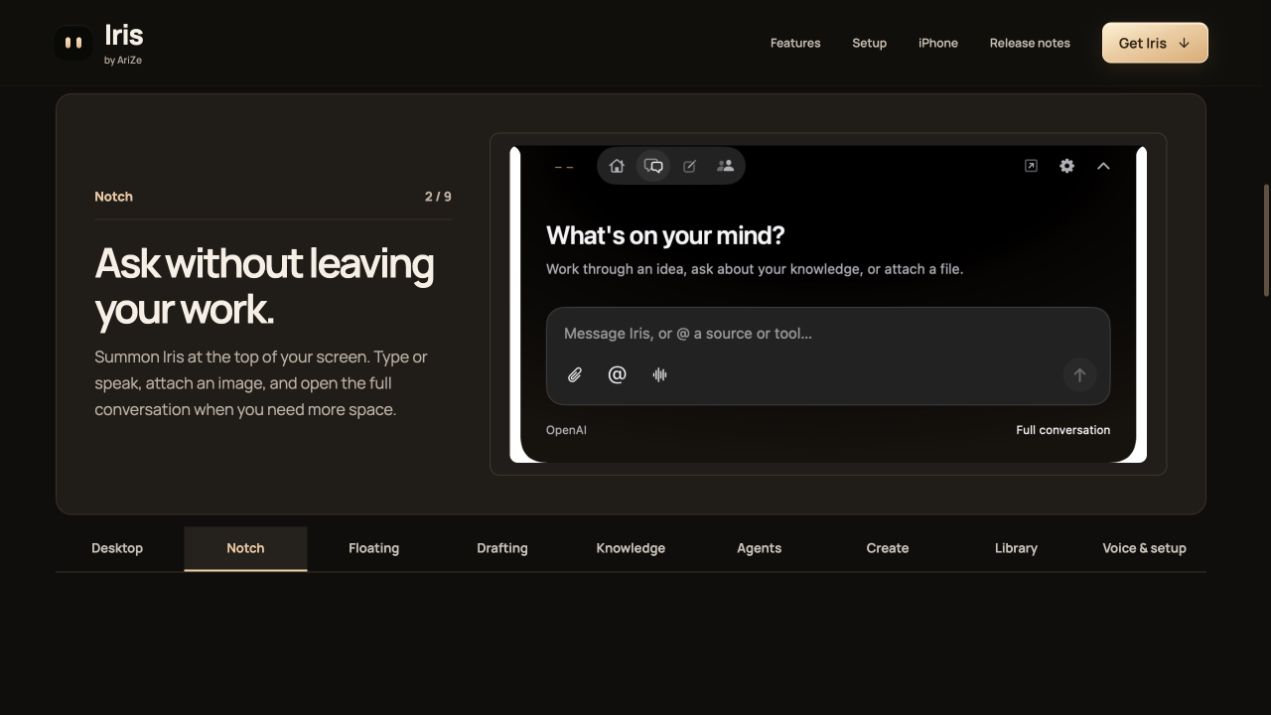 Iris
by AriZe
Features
Setup
iPhone
Release notes
Get Iris
Notch
2 / 9
Ask without leaving
your work.
Summon Iris at the top of your screen. Type or
speak, attach an image, and open the full
conversation when you need more space.
What's on your mind?
Work through an idea, ask about your knowledge, or attach a file.
Message Iris, or @ a source or tool...
@
OpenAI
Full conversation
Desktop
Notch
Floating
Drafting
Knowledge
Agents
Create
Library
Voice & setup